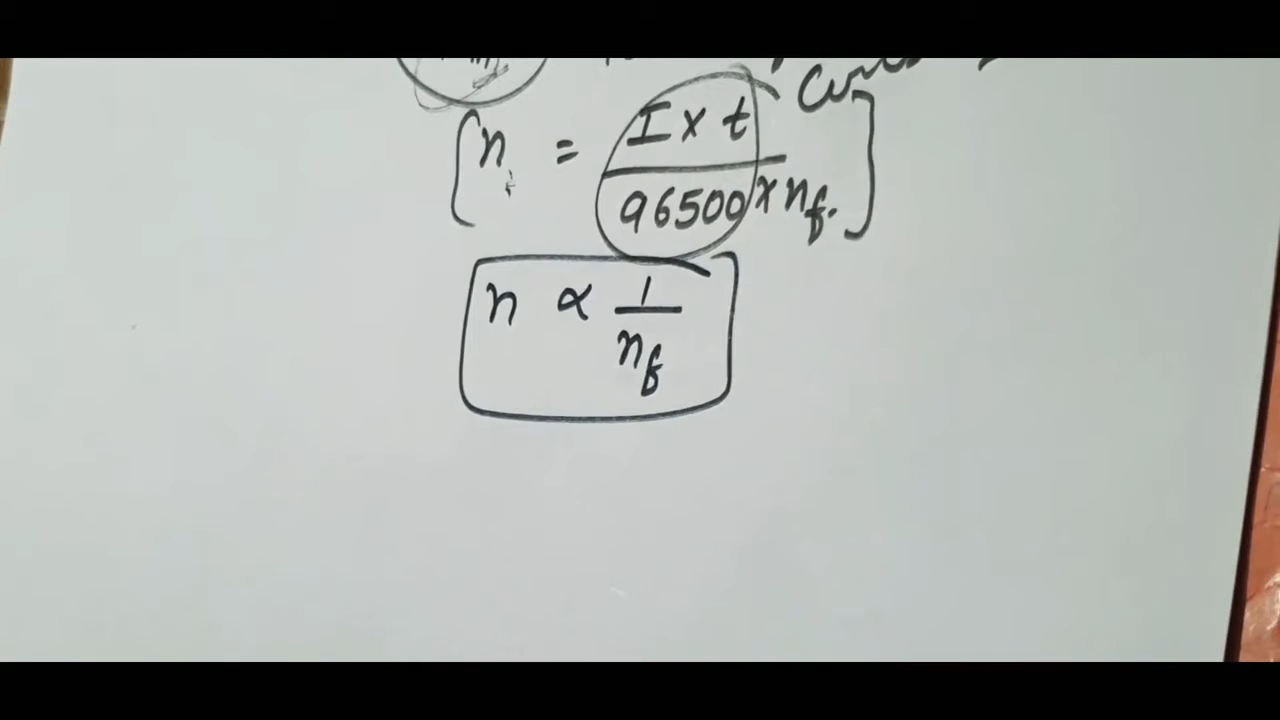 n = I x t / 96500 x nf.
n ∝ 1 / nf